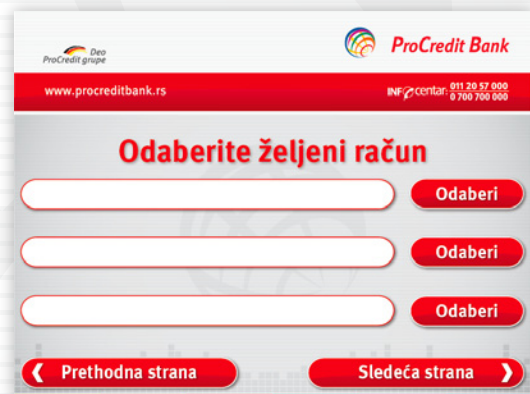 Deo
ProCredit grupe
ProCredit Bank
www.procreditbank.rs
INFO centar: 011 20 57 000
0 700 700 000
Odaberite željeni račun
Odaberi
Odaberi
Odaberi
Prethodna strana
Sledeća strana